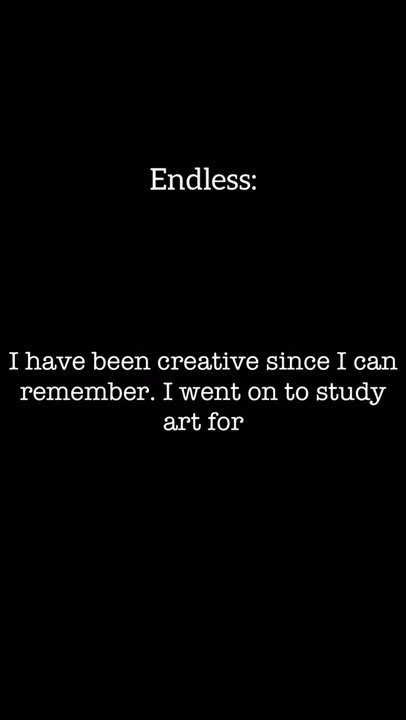 Endless:
I have been creative since I can
remember. I went on to study
art for